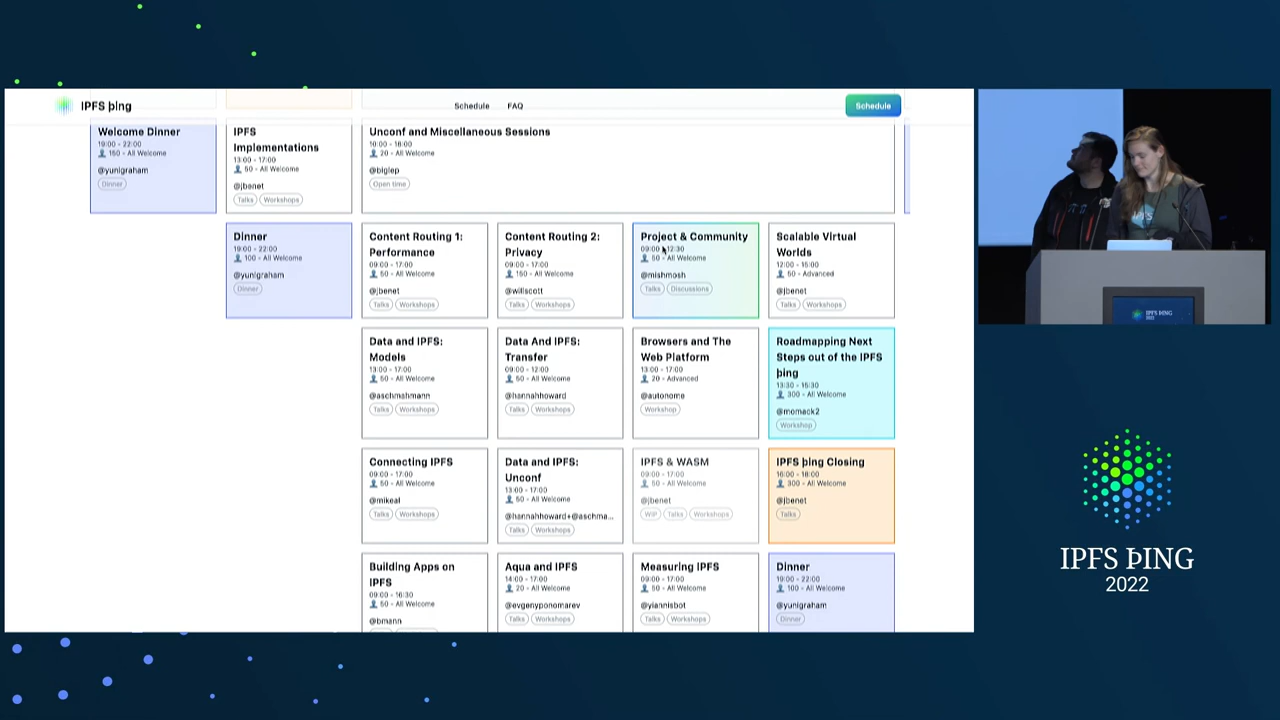 IPFS þing
Schedule
FAQ
Schedule
Welcome Dinner
19:00 - 22:00
150 - All Welcome
@yunigraham
Dinner
IPFS
Implementations
13:00 - 17:00
50 - All Welcome
@jbenet
Talks
Workshops
Unconf and Miscellaneous Sessions
10:00 - 18:00
20 - All Welcome
@biglep
Open time
Dinner
19:00 - 22:00
100 - All Welcome
@yunigraham
Dinner
Content Routing 1:
Performance
09:00 - 17:00
50 - All Welcome
@jbenet
Talks
Workshops
Content Routing 2:
Privacy
09:00 - 17:00
150 - All Welcome
@willscott
Talks
Workshops
Project & Community
09:00 - 12:30
50 - All Welcome
@mishmosh
Talks
Discussions
Scalable Virtual
Worlds
12:00 - 15:00
50 - Advanced
@jbenet
Talks
Workshops
Data and IPFS:
Models
13:00 - 17:00
50 - All Welcome
@aschmahmann
Talks
Workshops
Data And IPFS:
Transfer
09:00 - 12:00
50 - All Welcome
@hannahhoward
Talks
Workshops
Browsers and The
Web Platform
13:00 - 17:00
20 - Advanced
@autonome
Workshop
Roadmapping Next
Steps out of the IPFS
þing
13:30 - 15:30
300 - All Welcome
@momack2
Workshop
Connecting IPFS
09:00 - 17:00
50 - All Welcome
@mikeal
Talks
Workshops
Data and IPFS:
Unconf
13:00 - 17:00
50 - All Welcome
@hannahhoward+@aschma...
Talks
Workshops
IPFS & WASM
09:00 - 17:00
50 - All Welcome
@jbenet
WIP
Talks
Workshops
IPFS þing Closing
16:00 - 18:00
300 - All Welcome
@jbenet
Talks
Building Apps on
IPFS
09:00 - 16:30
50 - All Welcome
@bmann
Aqua and IPFS
14:00 - 17:00
20 - All Welcome
@evgenyponomarev
Talks
Workshops
Measuring IPFS
09:00 - 17:00
50 - All Welcome
@yiannisbot
Talks
Workshops
Dinner
19:00 - 22:00
100 - All Welcome
@yunigraham
Dinner
IPFS ÞING
2022
IPFS ÞING
2022